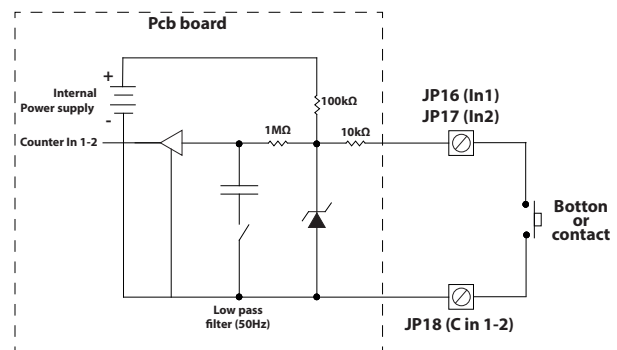 Pcb board
+
Internal
Power supply
-
Counter In 1-2
100kΩ
1MΩ
10kΩ
JP16 (In1)
JP17 (In2)
Botton
or
contact
Low pass
filter (50Hz)
JP18 (C in 1-2)